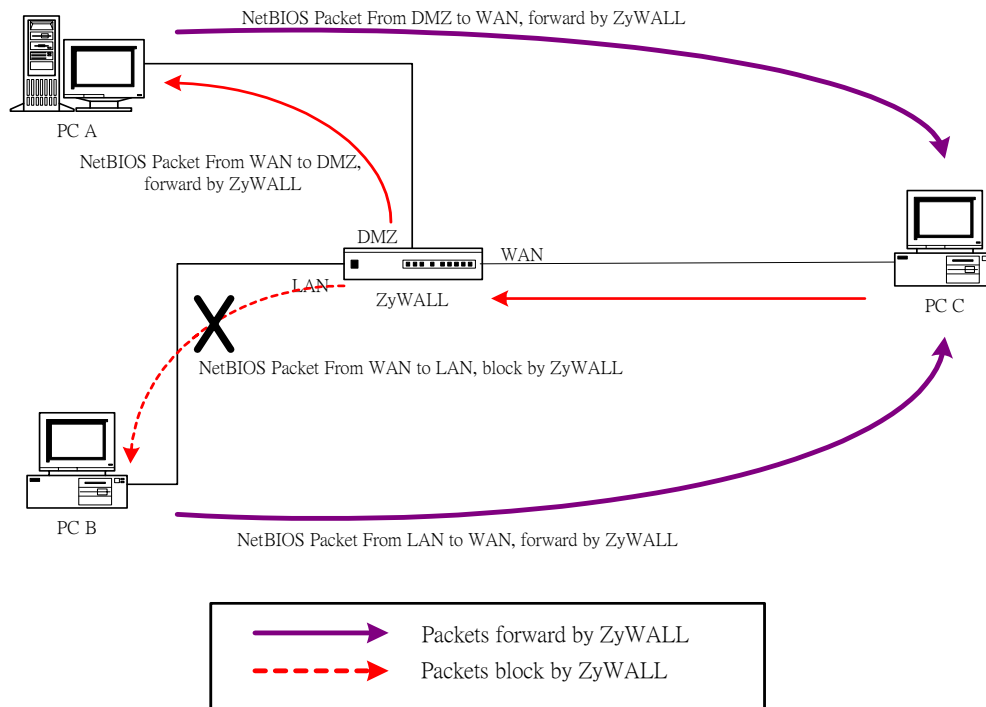 NetBIOS Packet From DMZ to WAN, forward by ZyWALL
PC A
NetBIOS Packet From WAN to DMZ,
forward by ZyWALL
DMZ
WAN
LAN
ZyWALL
PC C
NetBIOS Packet From WAN to LAN, block by ZyWALL
PC B
NetBIOS Packet From LAN to WAN, forward by ZyWALL
Packets forward by ZyWALL
Packets block by ZyWALL